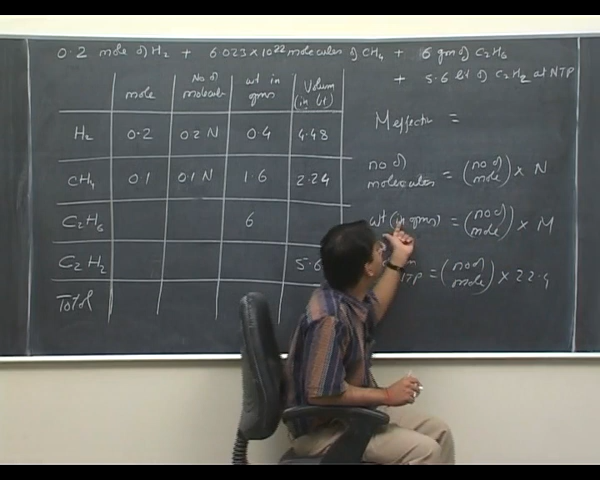 0.2 mole of H2 + 6.023×10^22 molecules of CH4 + 6 gm of C2H6
+ 5.6 lit of C2H2 at NTP
mole No of molecule wt in gms Volum (in lit)
H2 0.2 0.2 N 0.4 4.48
CH4 0.1 0.1 N 1.6 2.24
C2H6 6
C2H2 5.6
Total
M effective =
no of molecules = (no of mole) × N
wt (in gms) = (no of mole) × M
= (no of mole) × 22.4